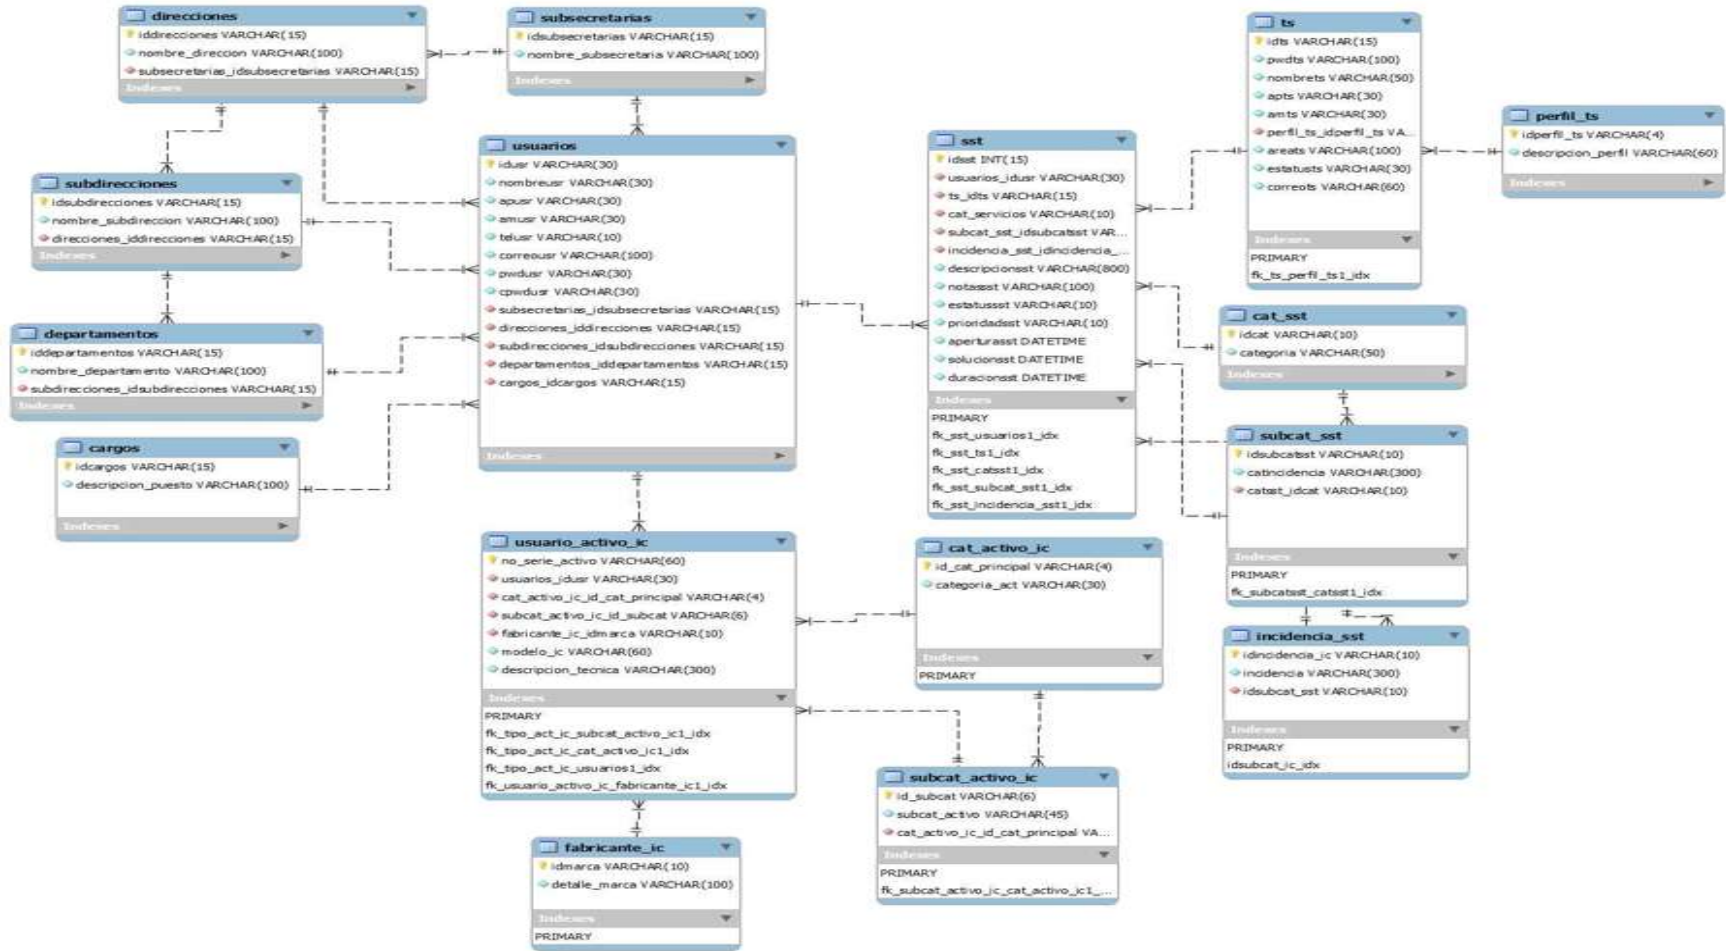 direcciones
iddirecciones VARCHAR(15)
nombre_direccion VARCHAR(100)
subsecretarias_idsubsecretarias VARCHAR(15)
Indexes
subsecretarias
idsubsecretarias VARCHAR(15)
nombre_subsecretaria VARCHAR(100)
Indexes
ts
idts VARCHAR(15)
pwdts VARCHAR(100)
nombrets VARCHAR(50)
apts VARCHAR(30)
amts VARCHAR(30)
perfil_ts_idperfil_ts VA...
areats VARCHAR(100)
estatusts VARCHAR(30)
correots VARCHAR(60)
Indexes
PRIMARY
fk_ts_perfil_ts1_idx
perfil_ts
idperfil_ts VARCHAR(4)
descripcion_perfil VARCHAR(60)
Indexes
usuarios
idusr VARCHAR(30)
nombreusr VARCHAR(30)
apusr VARCHAR(30)
amusr VARCHAR(30)
telusr VARCHAR(10)
correousr VARCHAR(100)
pwdusr VARCHAR(30)
cpwdusr VARCHAR(30)
subsecretarias_idsubsecretarias VARCHAR(15)
direcciones_iddirecciones VARCHAR(15)
subdirecciones_idsubdirecciones VARCHAR(15)
departamentos_iddepartamentos VARCHAR(15)
cargos_idcargos VARCHAR(15)
Indexes
sst
idsst INT(15)
usuarios_idusr VARCHAR(30)
ts_idts VARCHAR(15)
cat_servicios VARCHAR(10)
subcat_sst_idsubcatsst VAR...
incidencia_sst_idincidencia_...
descripcionsst VARCHAR(800)
notassst VARCHAR(100)
estatussst VARCHAR(10)
prioridadsst VARCHAR(10)
aperturasst DATETIME
solucionsst DATETIME
duracionsst DATETIME
Indexes
PRIMARY
fk_sst_usuarios1_idx
fk_sst_ts1_idx
fk_sst_catsst1_idx
fk_sst_subcat_sst1_idx
fk_sst_incidencia_sst1_idx
subdirecciones
idsubdirecciones VARCHAR(15)
nombre_subdireccion VARCHAR(100)
direcciones_iddirecciones VARCHAR(15)
Indexes
departamentos
iddepartamentos VARCHAR(15)
nombre_departamento VARCHAR(100)
subdirecciones_idsubdirecciones VARCHAR(15)
Indexes
cat_sst
idcat VARCHAR(10)
categoria VARCHAR(50)
Indexes
cargos
idcargos VARCHAR(15)
descripcion_puesto VARCHAR(100)
Indexes
subcat_sst
idsubcatsst VARCHAR(10)
catincidencia VARCHAR(300)
catsst_idcat VARCHAR(10)
Indexes
PRIMARY
fk_subcatsst_catsst1_idx
usuario_activo_ic
no_serie_activo VARCHAR(60)
usuarios_idusr VARCHAR(30)
cat_activo_ic_id_cat_principal VARCHAR(4)
subcat_activo_ic_id_subcat VARCHAR(6)
fabricante_ic_idmarca VARCHAR(10)
modelo_ic VARCHAR(60)
descripcion_tecnica VARCHAR(300)
Indexes
PRIMARY
fk_tipo_act_ic_subcat_activo_ic1_idx
fk_tipo_act_ic_cat_activo_ic1_idx
fk_tipo_act_ic_usuarios1_idx
fk_usuario_activo_ic_fabricante_ic1_idx
cat_activo_ic
id_cat_principal VARCHAR(4)
categoria_act VARCHAR(30)
Indexes
PRIMARY
incidencia_sst
idincidencia_ic VARCHAR(10)
incidencia VARCHAR(300)
idsubcat_sst VARCHAR(10)
Indexes
PRIMARY
idsubcat_ic_idx
subcat_activo_ic
id_subcat VARCHAR(6)
subcat_activo VARCHAR(45)
cat_activo_ic_id_cat_principal VA...
Indexes
PRIMARY
fk_subcat_activo_ic_cat_activo_ic1_...
fabricante_ic
idmarca VARCHAR(10)
detalle_marca VARCHAR(100)
Indexes
PRIMARY